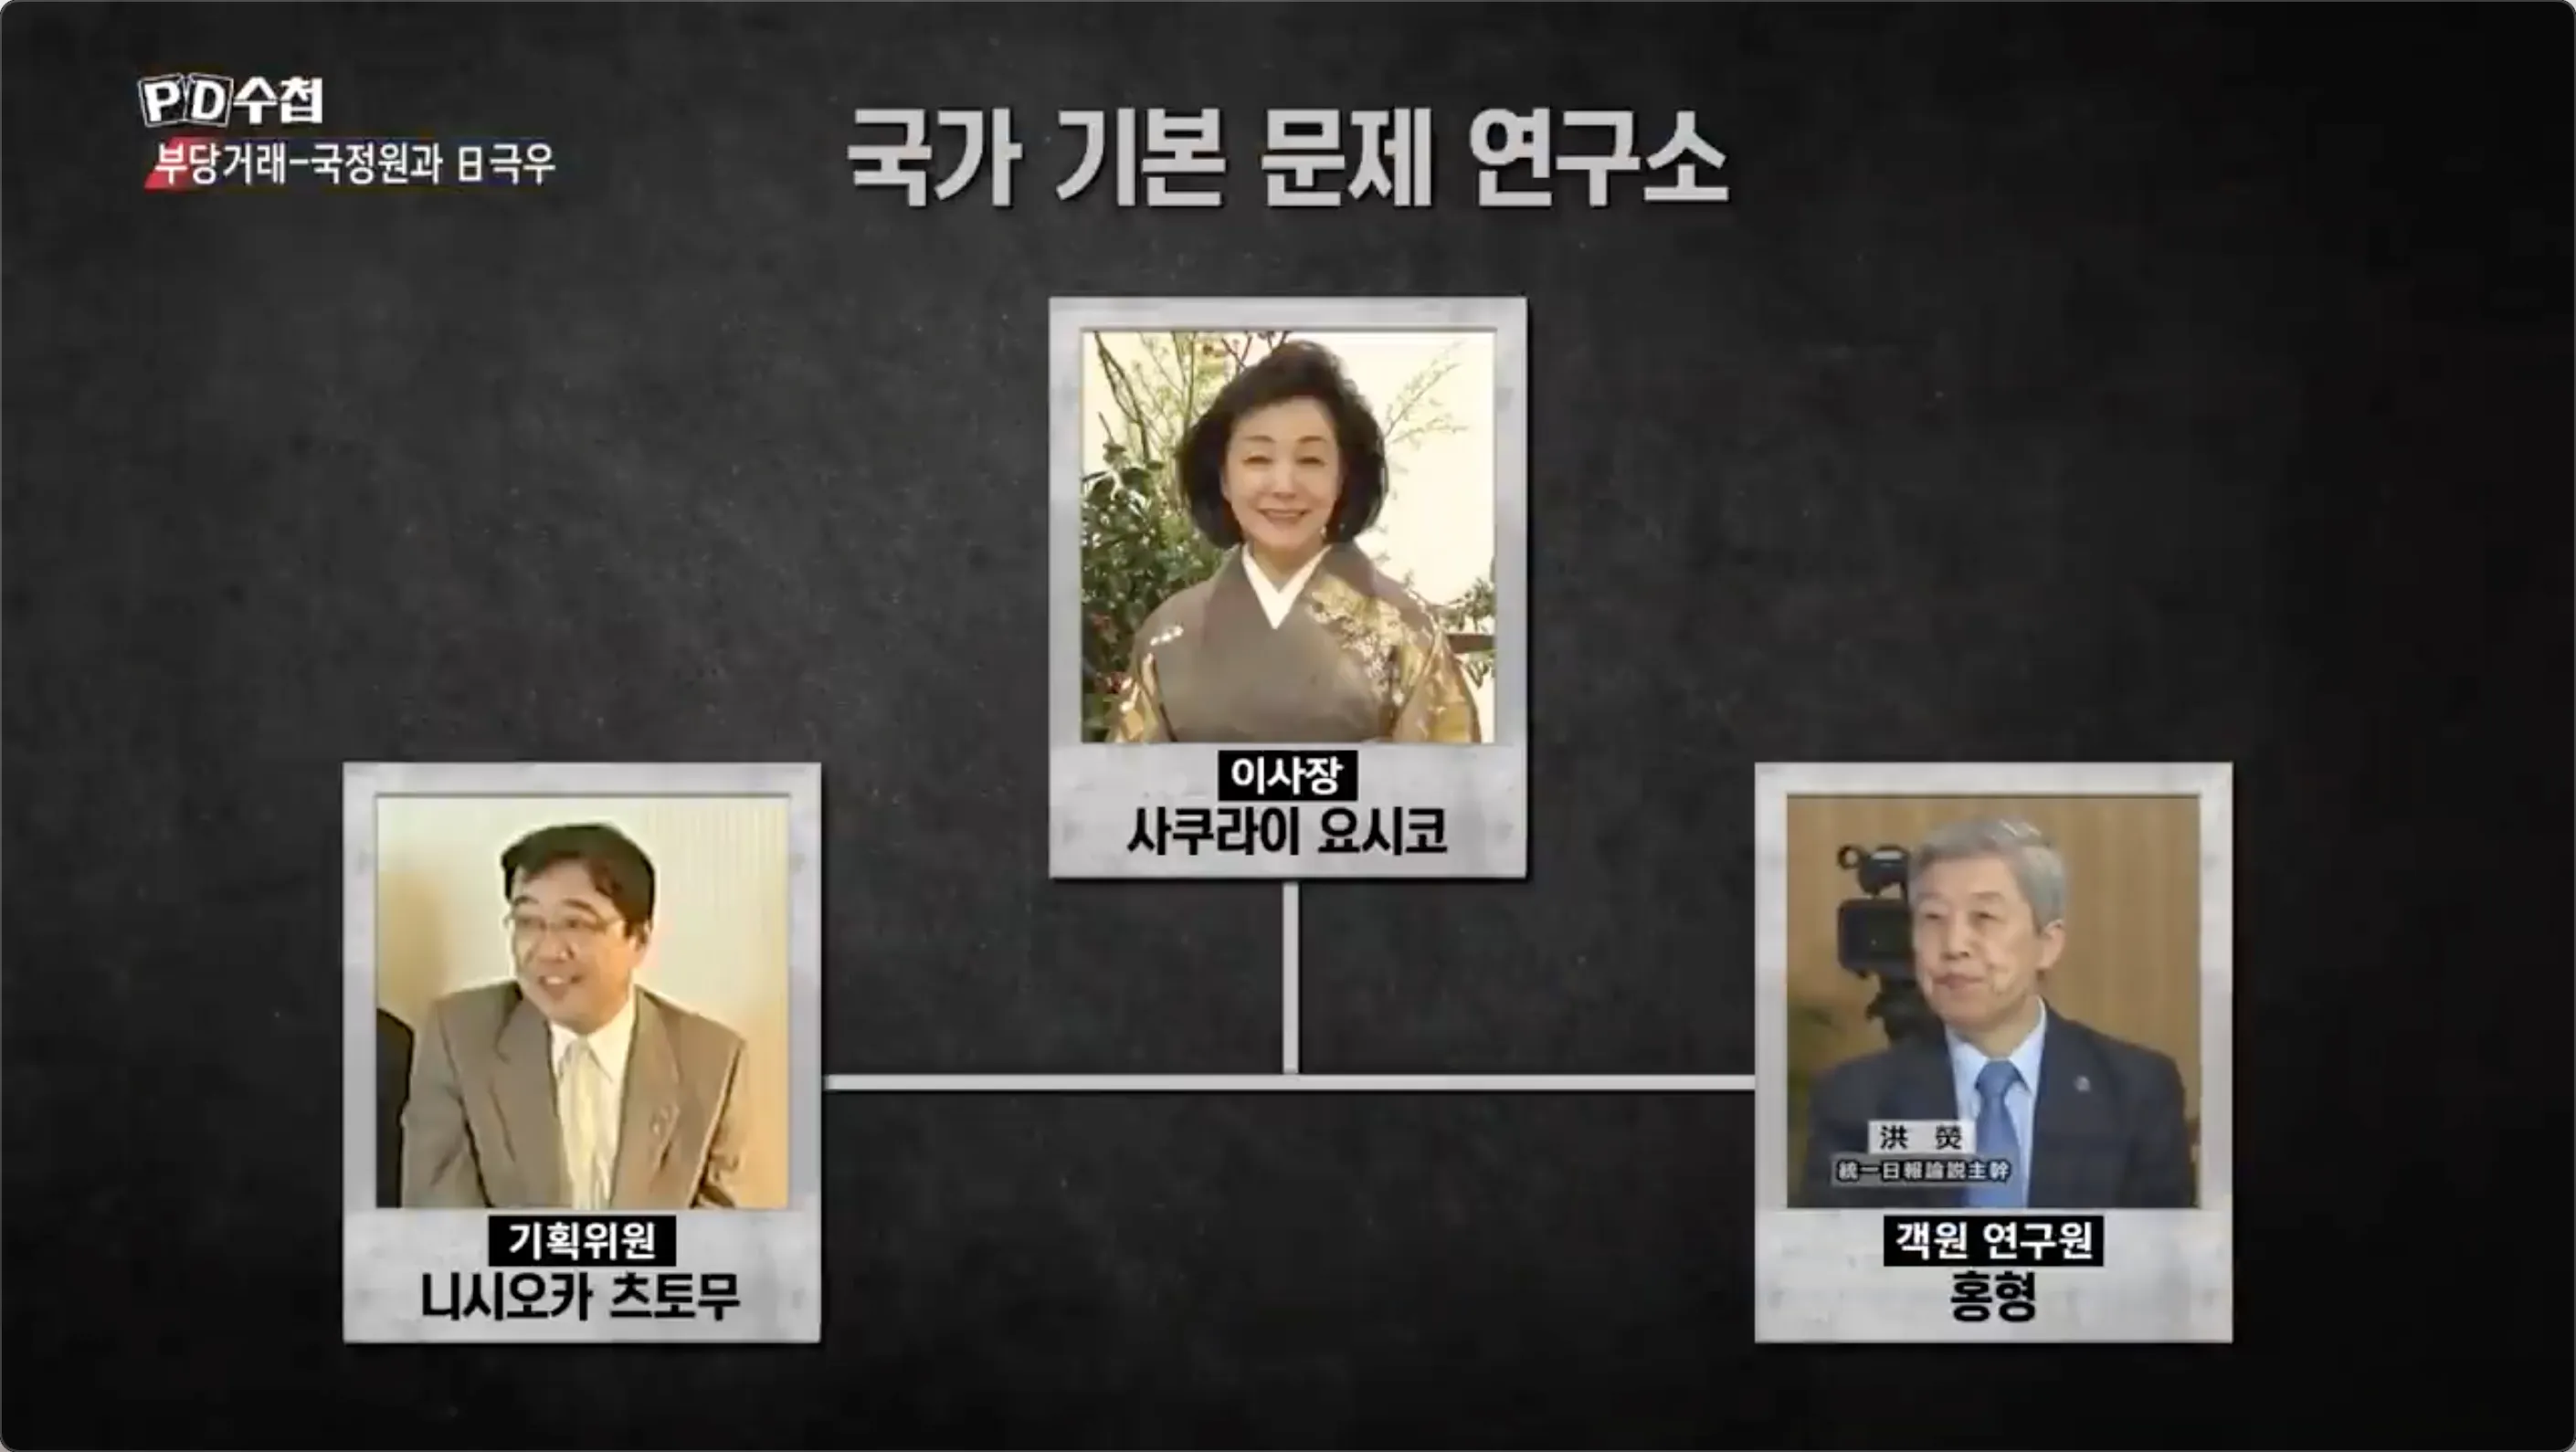 PD수첩
부당거래-국정원과 日극우
국가 기본 문제 연구소
이사장
사쿠라이 요시코
기획위원
니시오카 츠토무
洪 熒
統一日報論説主幹
객원 연구원
홍형